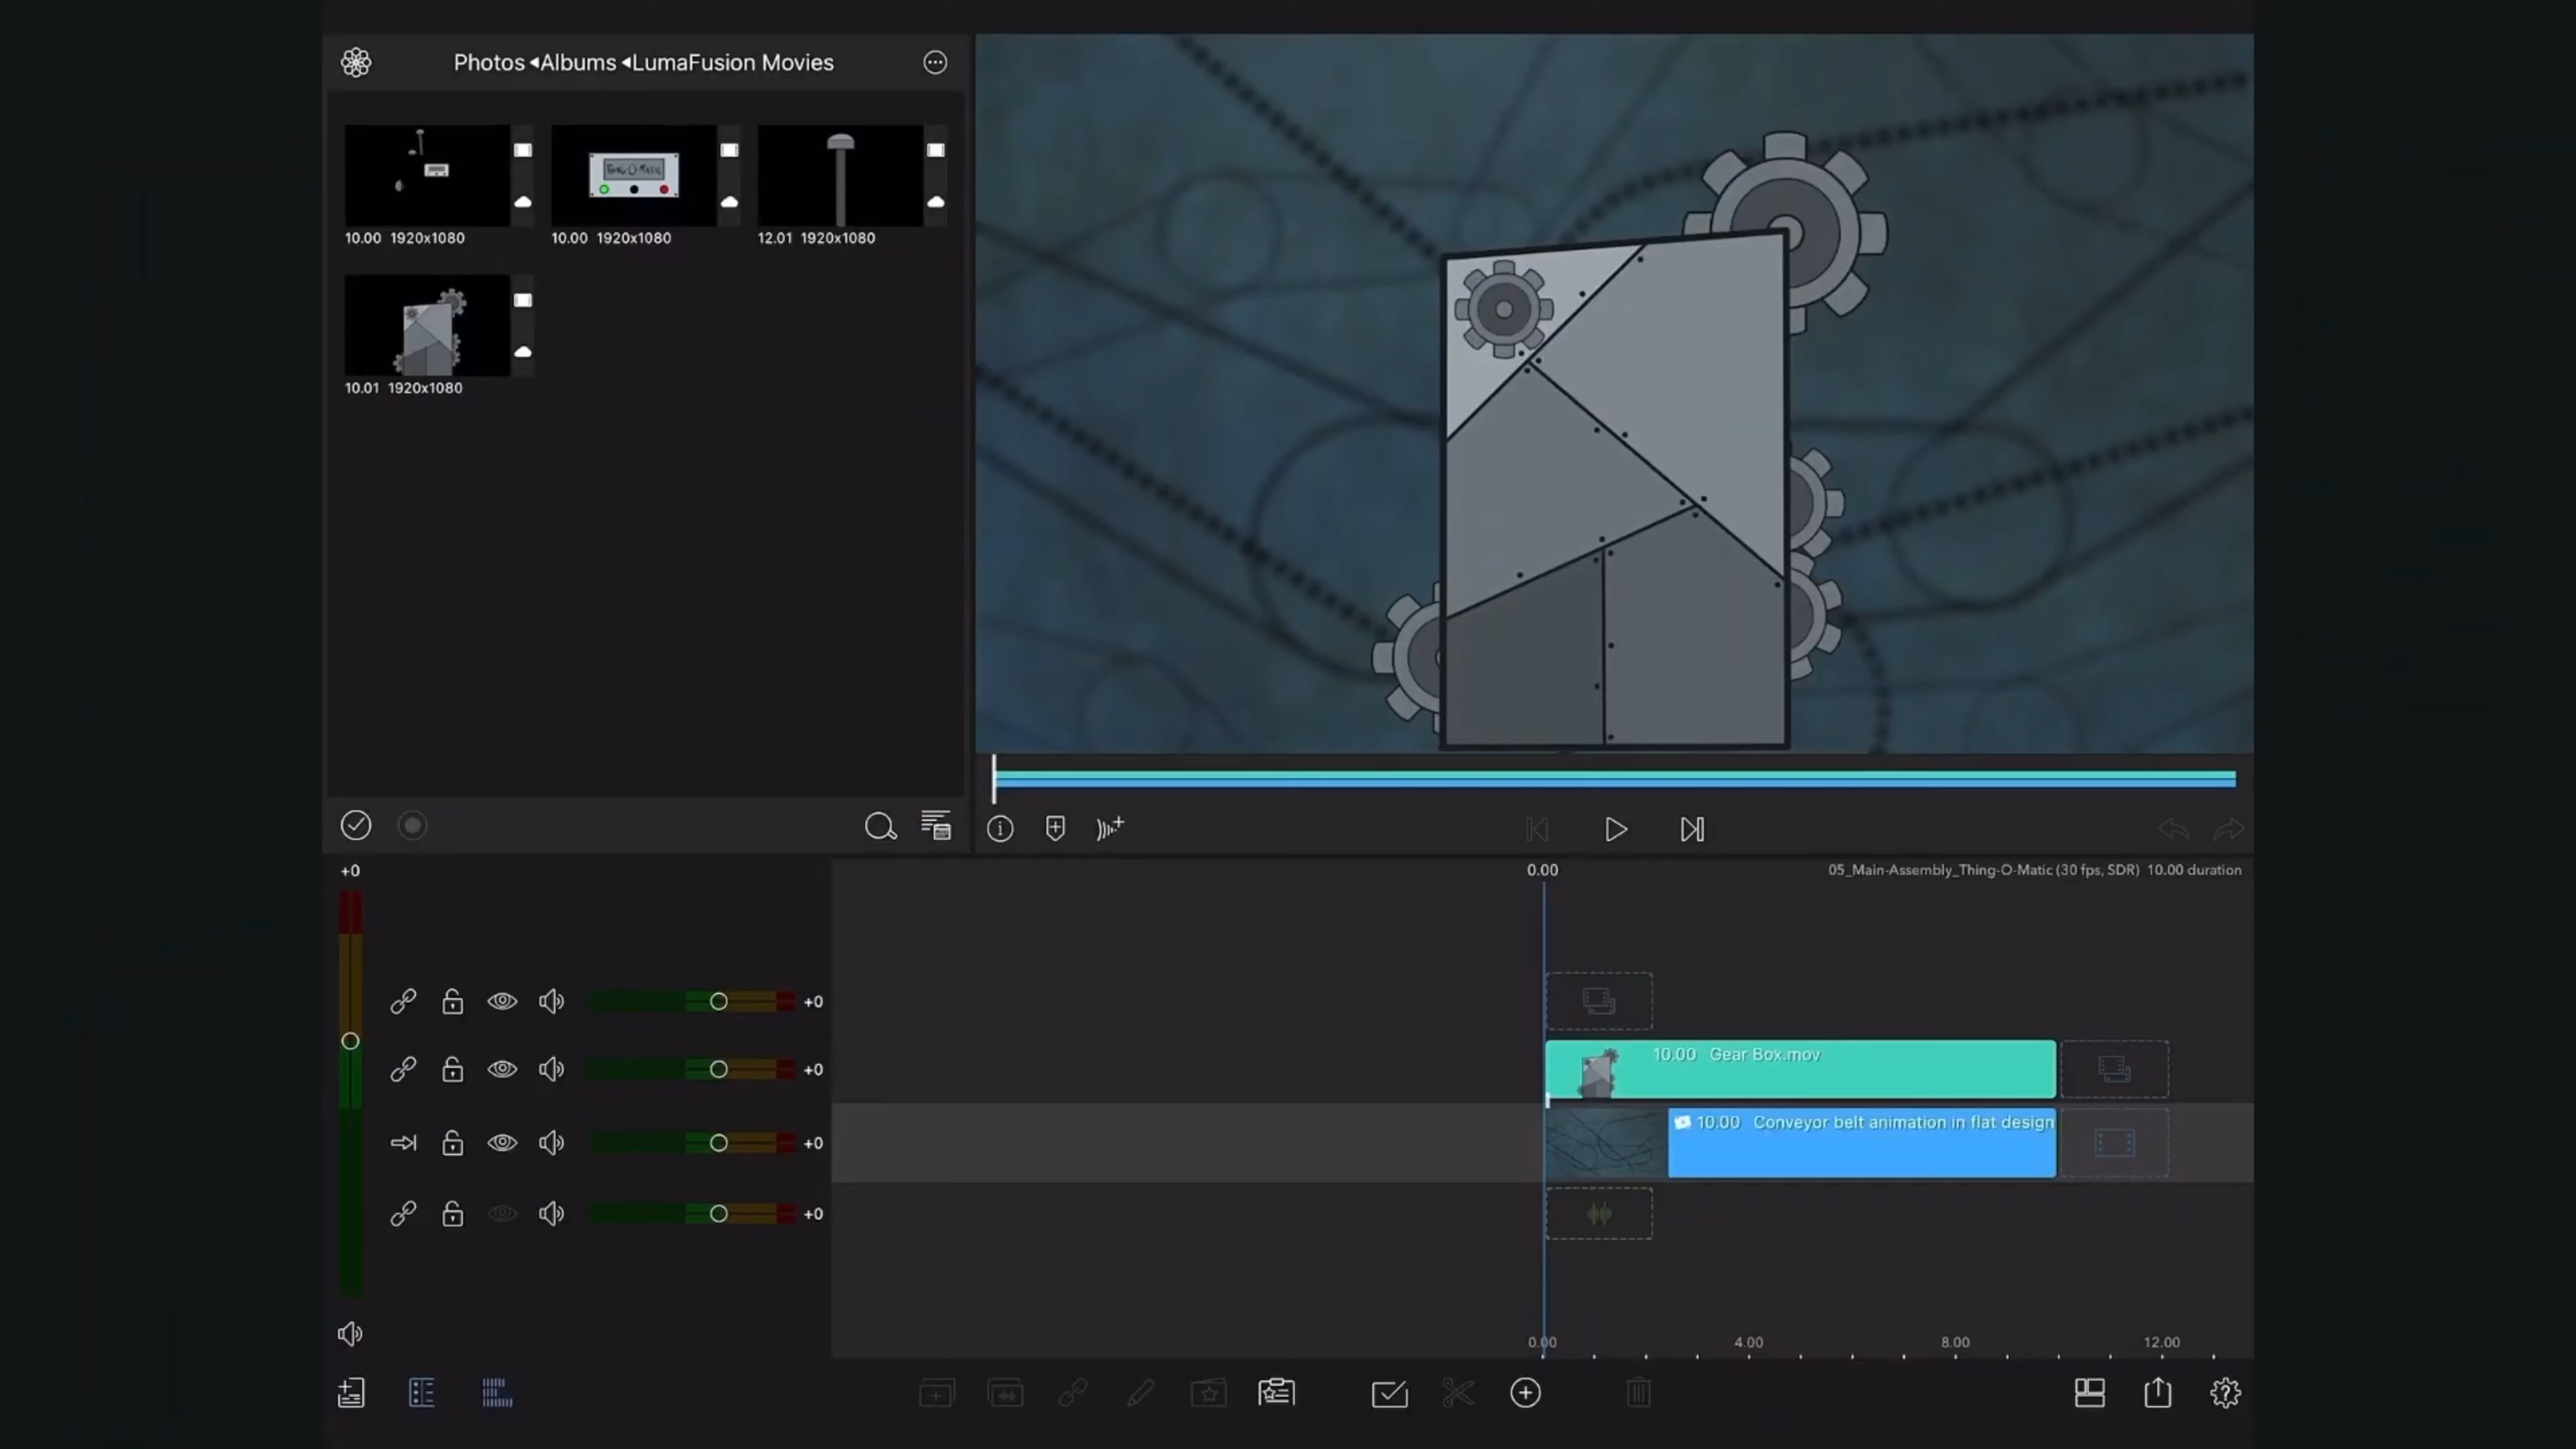 Photos ◂Albums ◂LumaFusion Movies
THING-O-MATIC
10.00 1920x1080
10.00 1920x1080
12.01 1920x1080
10.01 1920x1080
+0
0.00
05_Main-Assembly_Thing-O-Matic (30 fps, SDR) 10.00 duration
+0
10.00 Gear Box.mov
+0
10.00 Conveyor belt animation in flat design
+0
+0
0.00 4.00 8.00 12.00